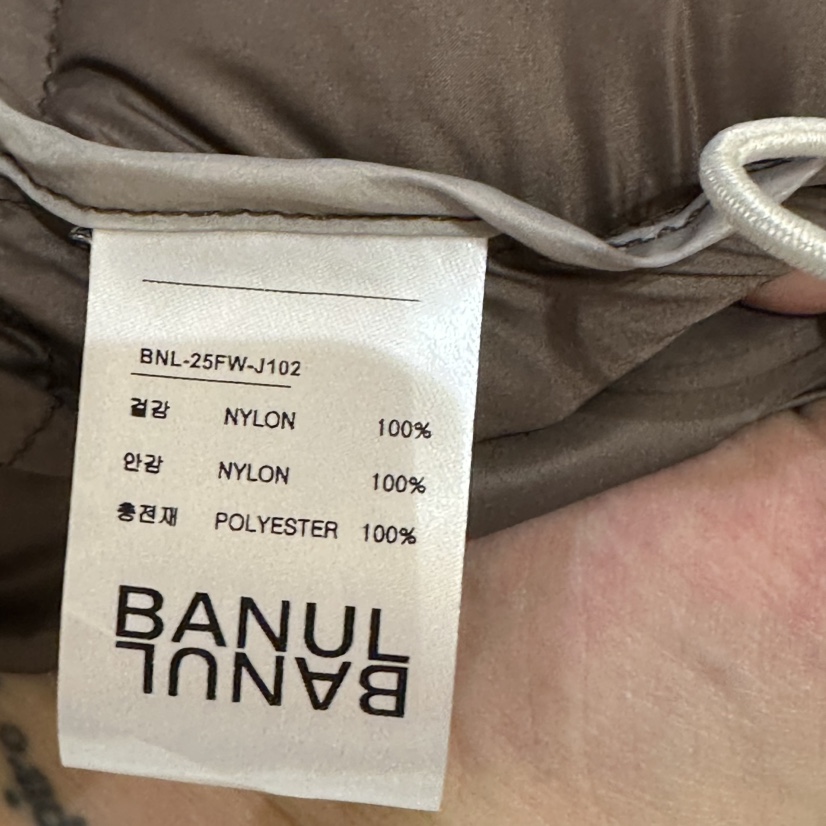 BNL-25FW-J102
겉감 NYLON 100%
안감 NYLON 100%
충전재 POLYESTER 100%
BANUL
BANUL